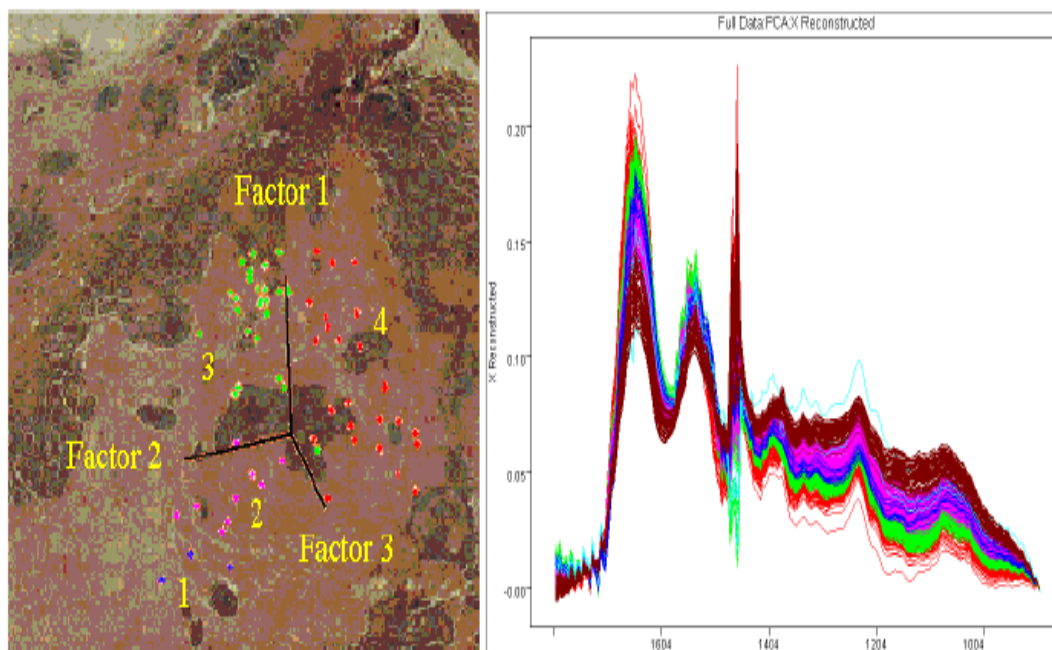 Factor 1
4
3
Factor 2
2
Factor 3
1
Full Data:PCA:X Reconstructed
X Reconstructed
0.20
0.15
0.10
0.05
-0.00
1604 1404 1204 1004